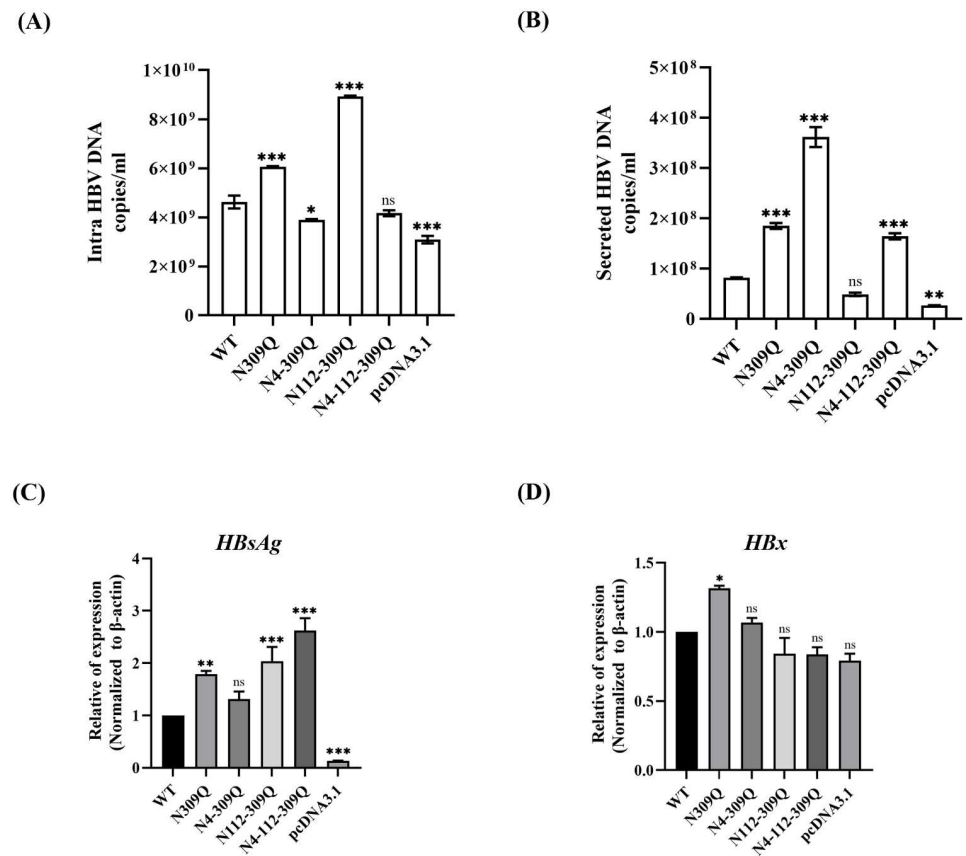 (A)
Intra HBV DNA
copies/ml
1×10¹⁰
8×10⁹
6×10⁹
4×10⁹
2×10⁹
0
***
*
***
ns
***
WT
N309Q
N4-309Q
N112-309Q
N4-112-309Q
pcDNA3.1
(B)
Secreted HBV DNA
copies/ml
5×10⁸
4×10⁸
3×10⁸
2×10⁸
1×10⁸
0
***
***
ns
***
**
WT
N309Q
N4-309Q
N112-309Q
N4-112-309Q
pcDNA3.1
(C)
HBsAg
Relative of expression
(Normalized to β-actin)
4
3
2
1
0
**
ns
***
***
***
WT
N309Q
N4-309Q
N112-309Q
N4-112-309Q
pcDNA3.1
(D)
HBx
Relative of expression
(Normalized to β-actin)
1.5
1.0
0.5
0.0
*
ns
ns
ns
ns
WT
N309Q
N4-309Q
N112-309Q
N4-112-309Q
pcDNA3.1